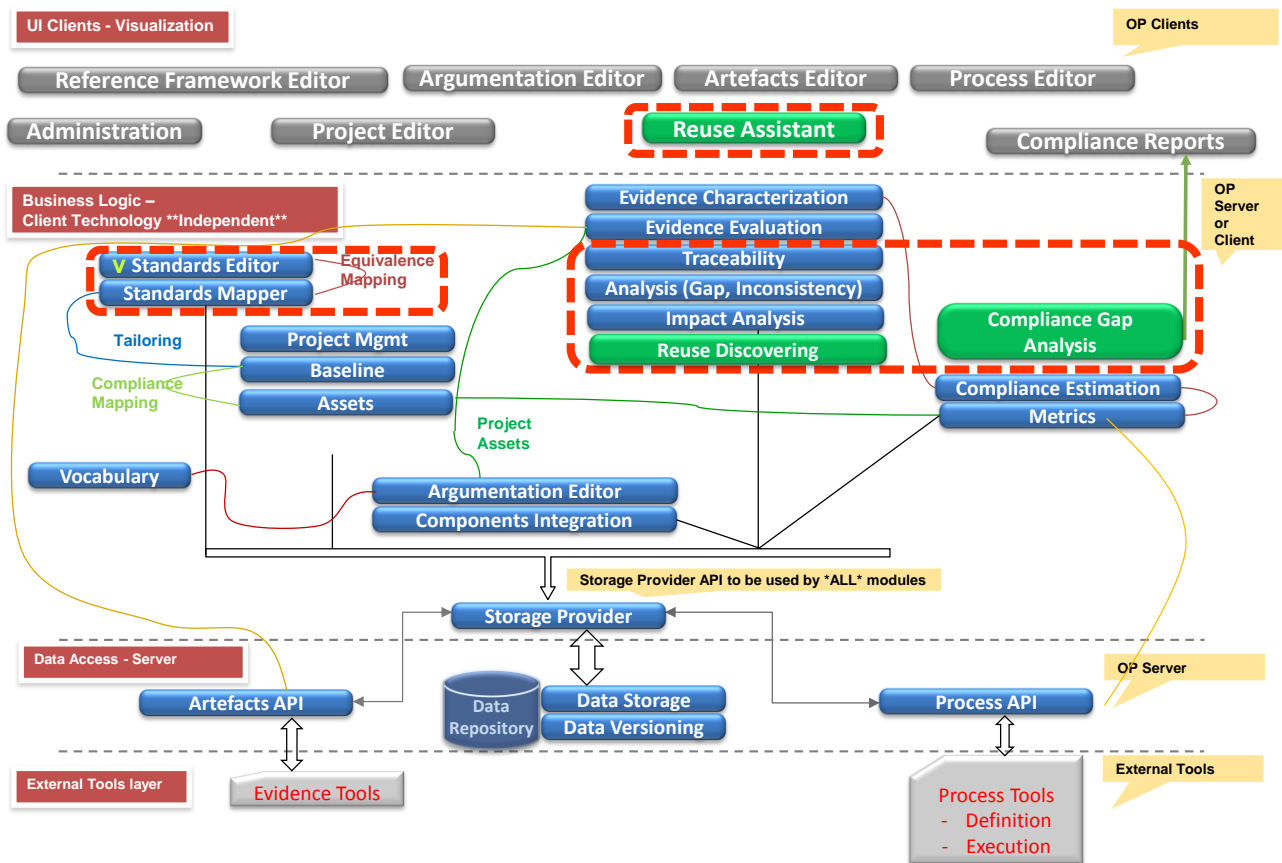 UI Clients - Visualization
OP Clients
Reference Framework Editor
Argumentation Editor
Artefacts Editor
Process Editor
Administration
Project Editor
Reuse Assistant
Compliance Reports
Business Logic –
Client Technology **Independent**
Evidence Characterization
OP
Server
or
Client
Evidence Evaluation
V Standards Editor
Equivalence
Mapping
Traceability
Standards Mapper
Analysis (Gap, Inconsistency)
Impact Analysis
Compliance Gap
Analysis
Tailoring
Project Mgmt
Reuse Discovering
Baseline
Compliance
Mapping
Compliance Estimation
Assets
Metrics
Project
Assets
Vocabulary
Argumentation Editor
Components Integration
Storage Provider API to be used by *ALL* modules
Storage Provider
Data Access - Server
OP Server
Artefacts API
Data
Repository
Data Storage
Data Versioning
Process API
External Tools layer
External Tools
Evidence Tools
Process Tools
- Definition
- Execution